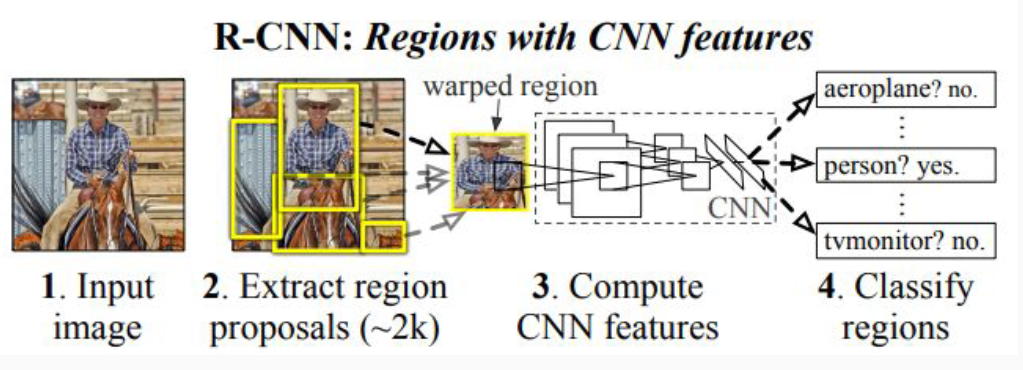 R-CNN: Regions with CNN features
warped region
aeroplane? no.
person? yes.
CNN
tvmonitor? no.
1. Input
image
2. Extract region
proposals (~2k)
3. Compute
CNN features
4. Classify
regions